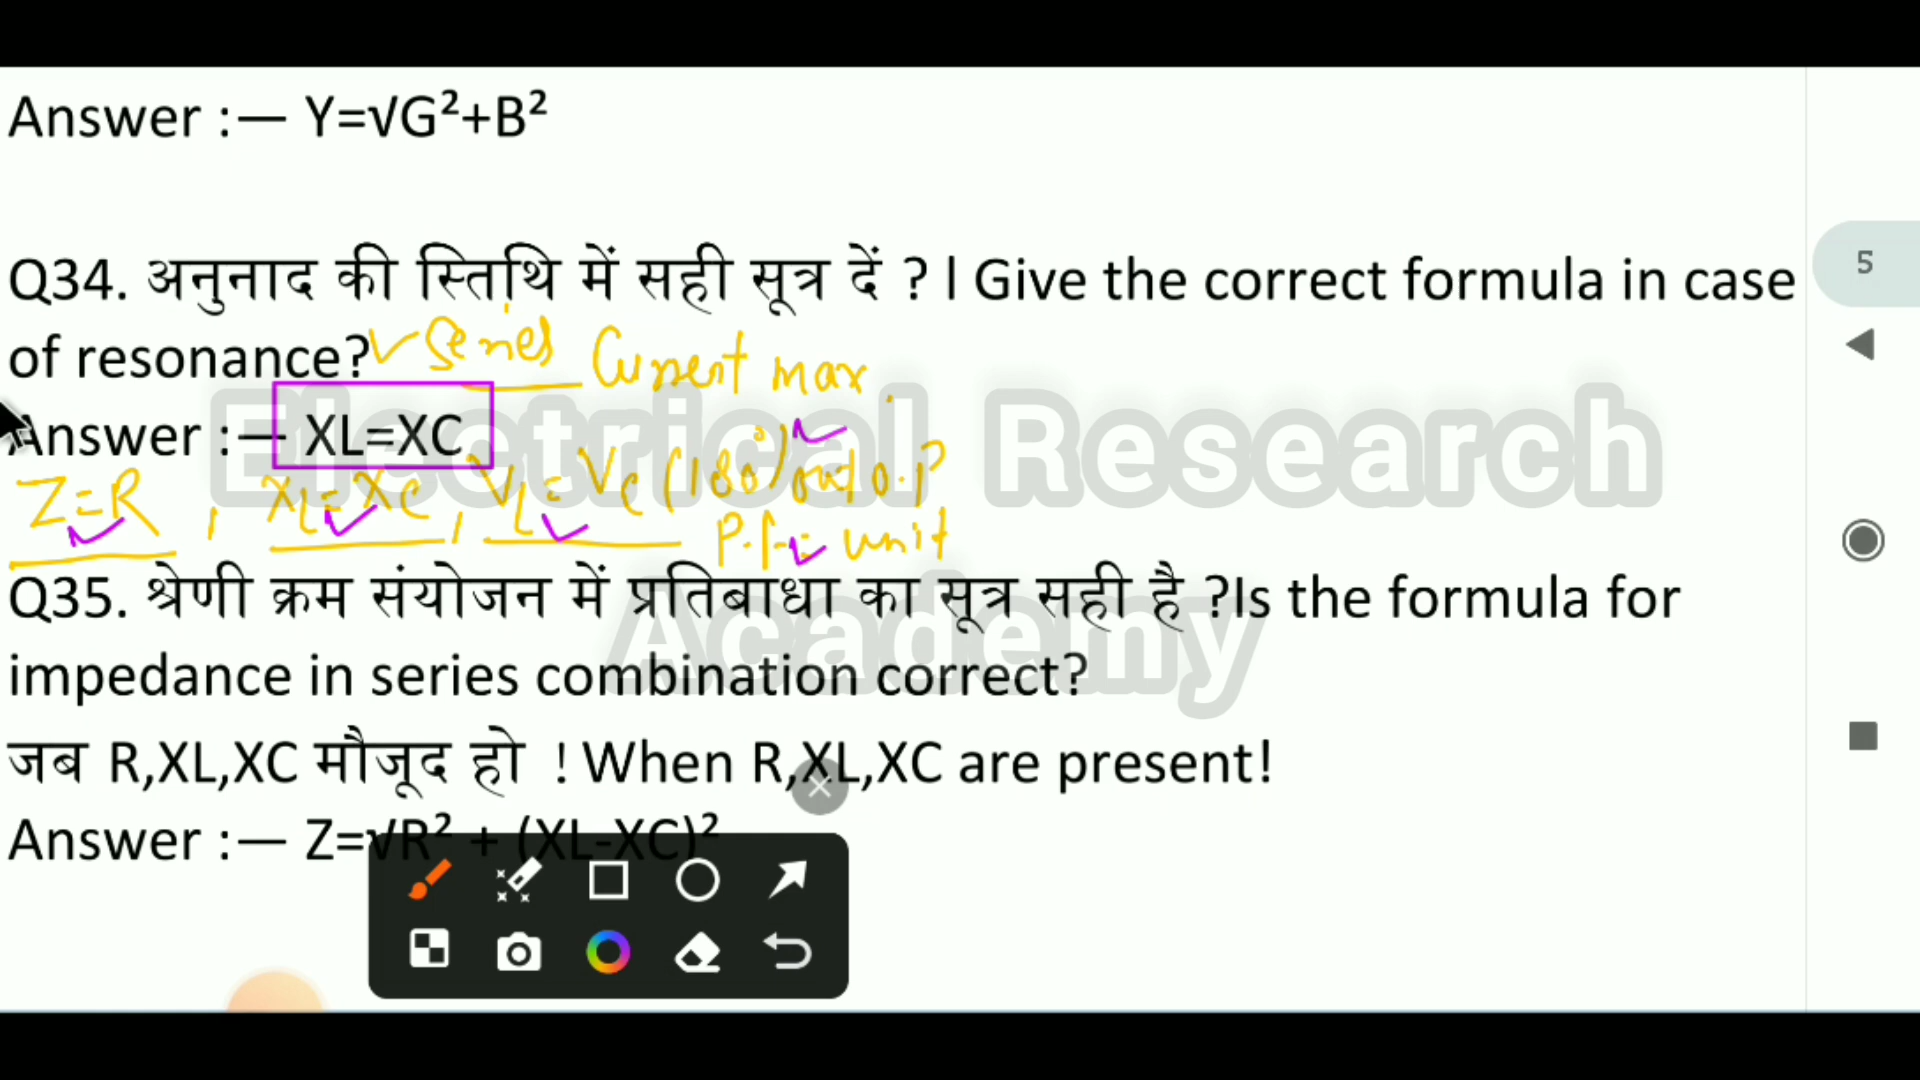 Answer :— Y=√G²+B²
Q34. अनुनाद की स्तिथि में सही सूत्र दें ? l Give the correct formula in case
5
of resonance? ✓ Series Current max.
Answer :— XL=XC
Z=R, XL=XC, VL=VC (180°) out o.P
P.f = unit
Q35. श्रेणी क्रम संयोजन में प्रतिबाधा का सूत्र सही है ?Is the formula for
impedance in series combination correct?
जब R,XL,XC मौजूद हो ! When R,XL,XC are present!
Answer :— Z=√R² + (XL-XC)²
Electrical Research
Academy